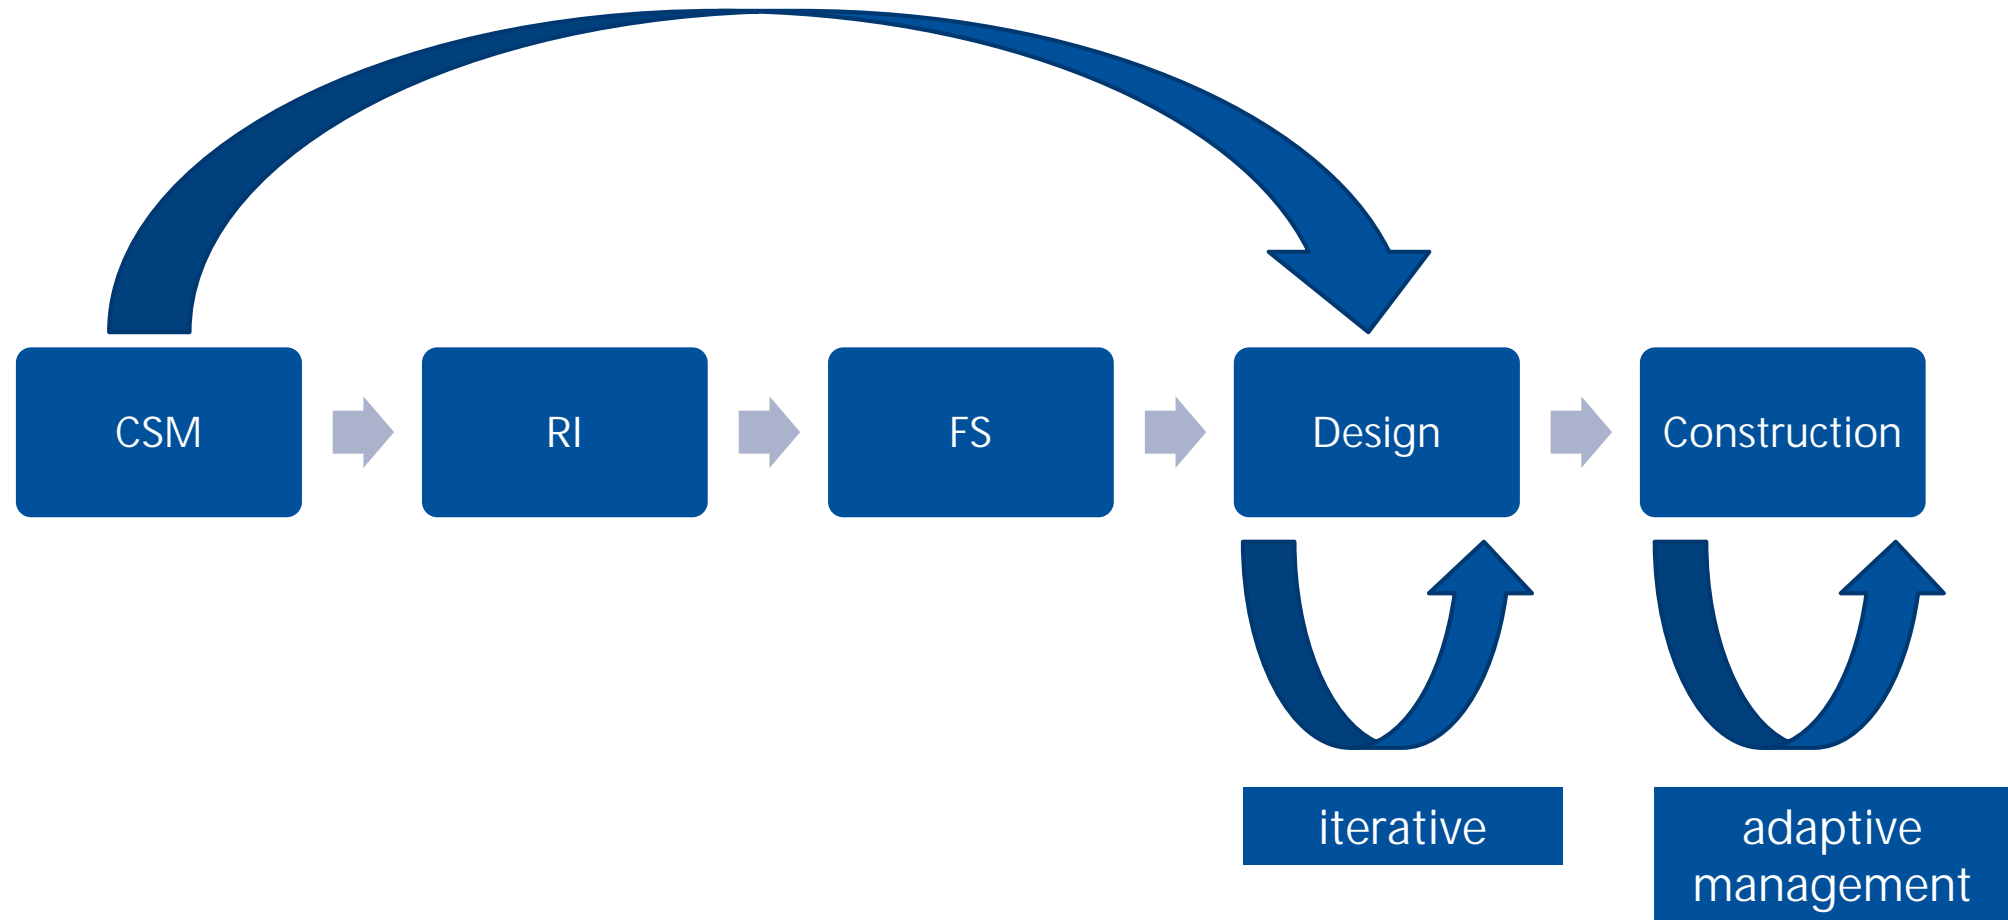 CSM
RI
FS
Design
Construction
iterative
adaptive
management